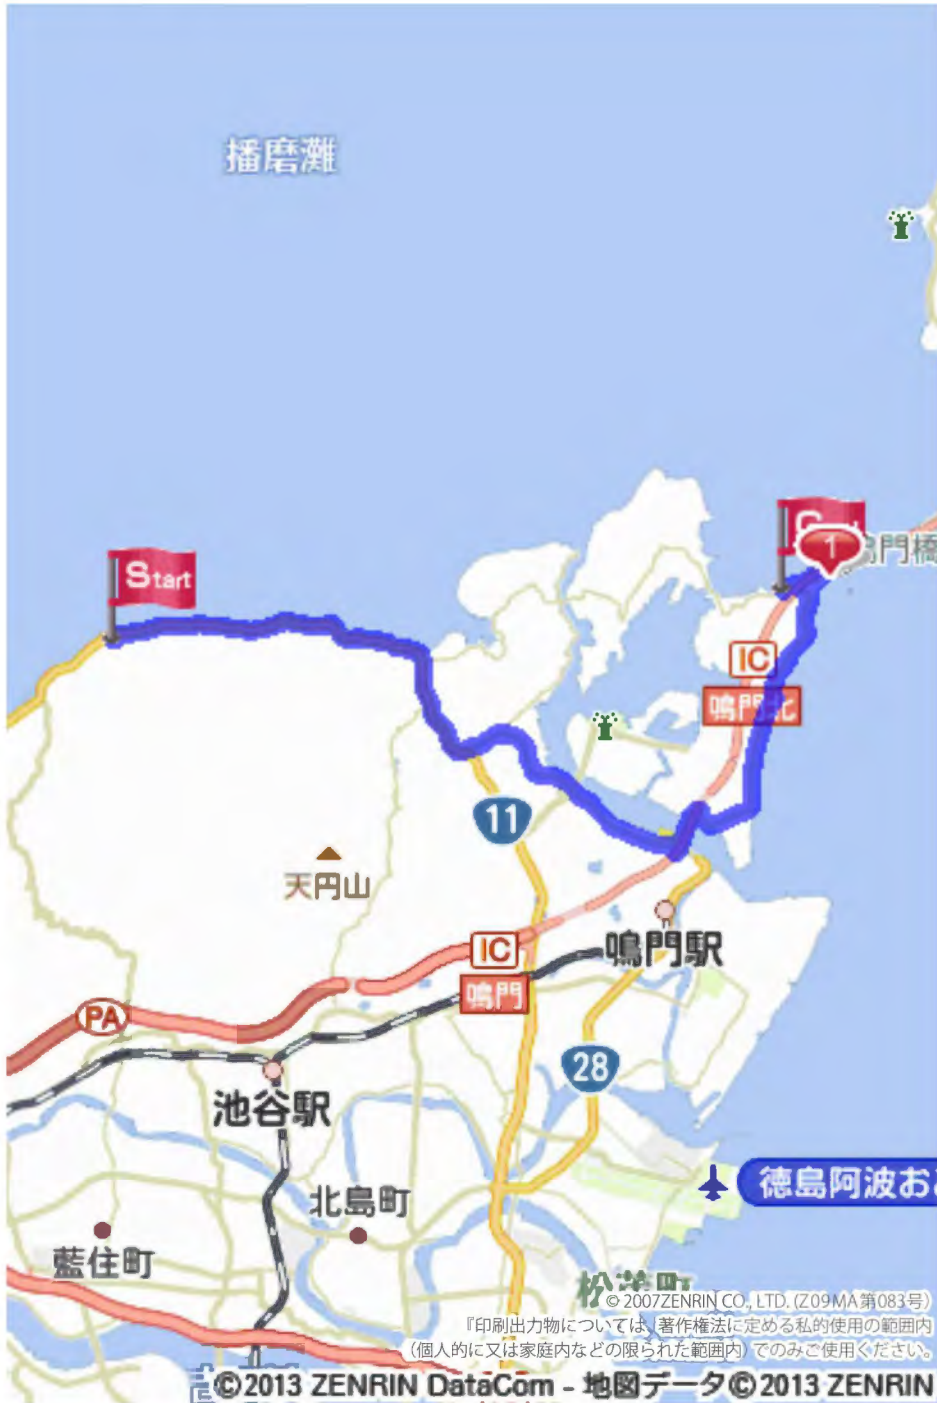 播磨灘
Start
1
鳴門橋
IC
鳴門北
11
天円山
鳴門駅
IC
鳴門
PA
28
池谷駅
徳島阿波お
北島町
藍住町
松茂町
© 2007ZENRIN CO., LTD. (Z09MA第083号)
『印刷出力物については、著作権法に定める私的使用の範囲内
(個人的に又は家庭内などの限られた範囲内)でのみご使用ください。
©2013 ZENRIN DataCom - 地図データ©2013 ZENRIN